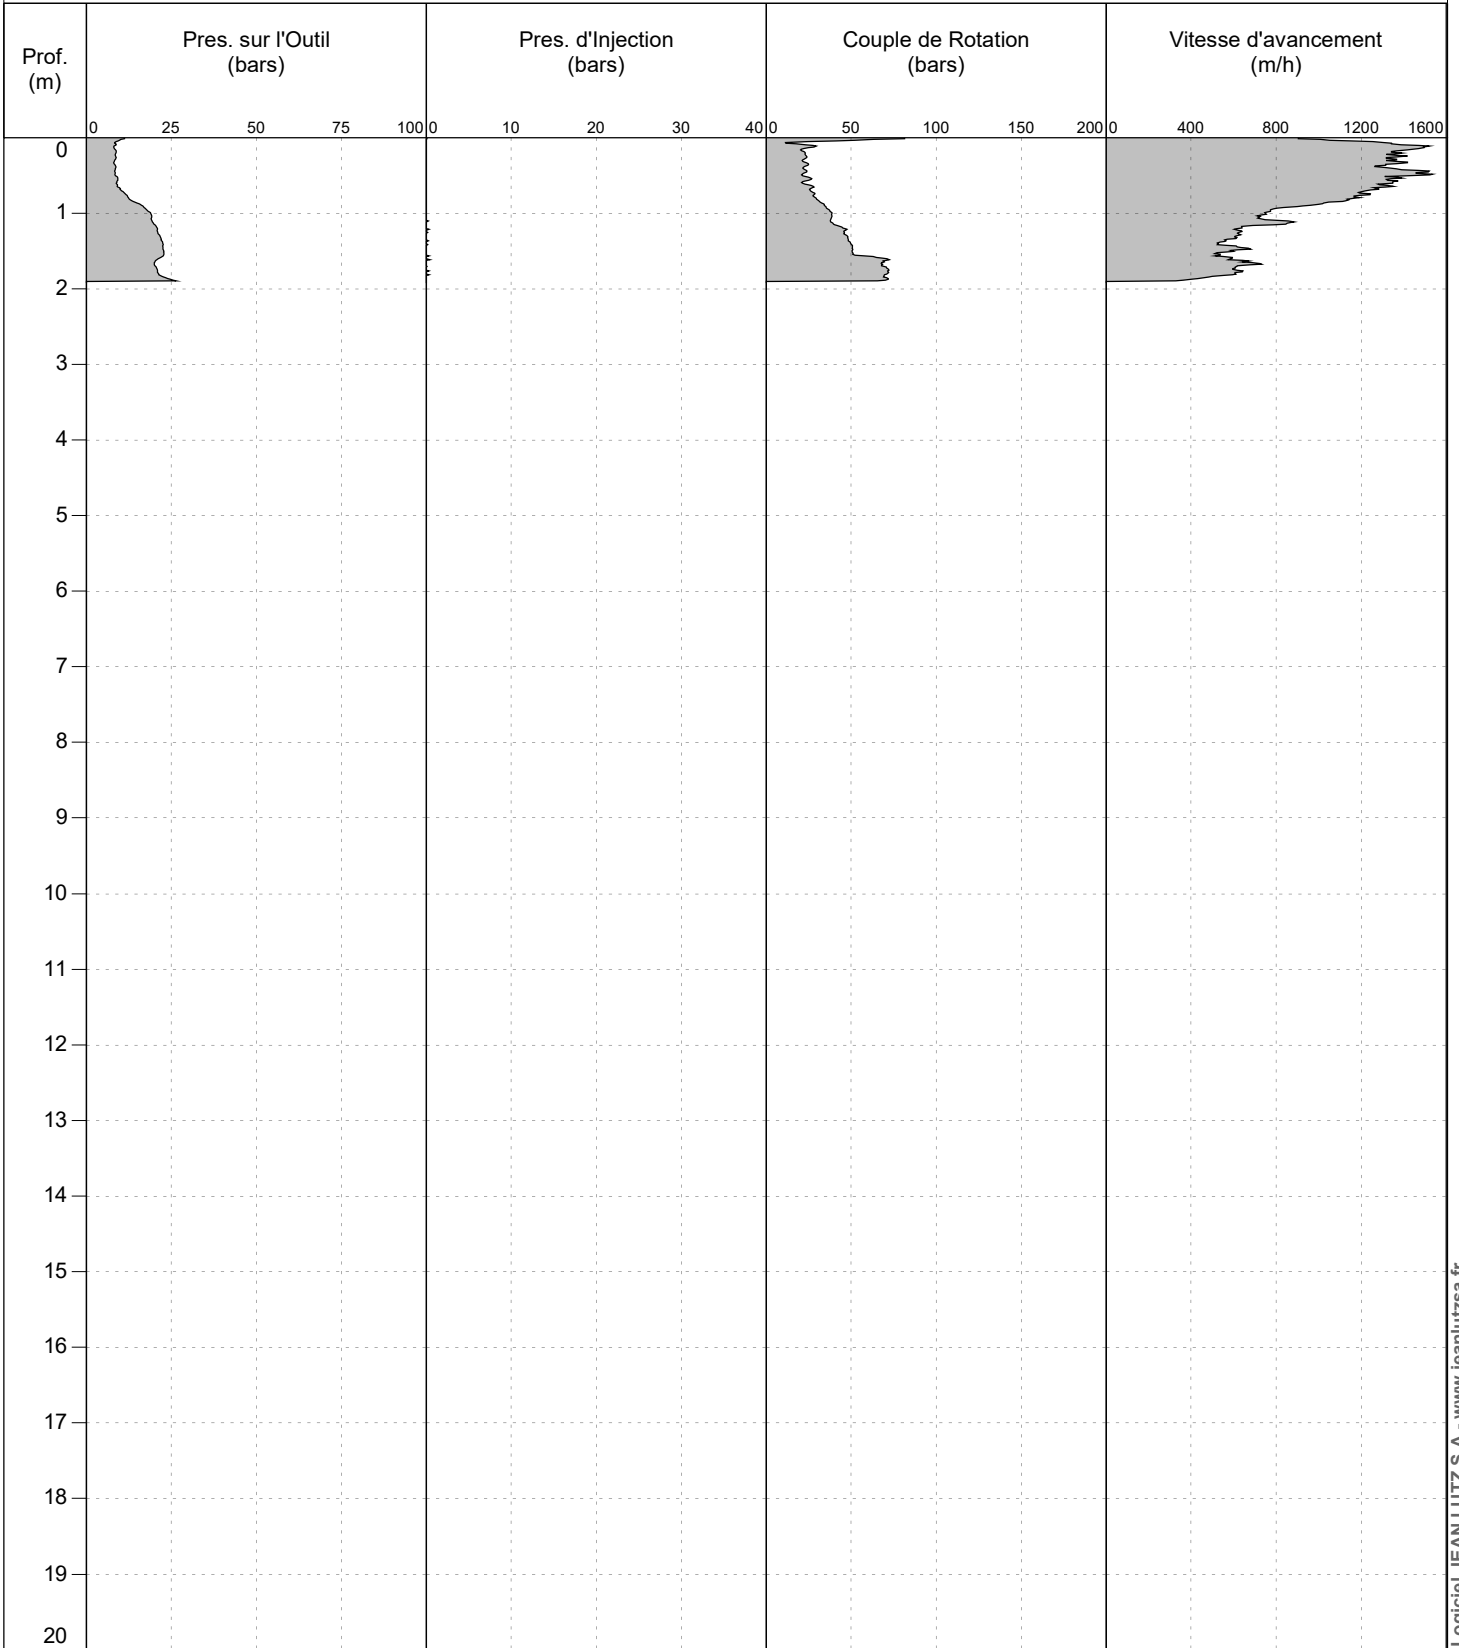 Prof.
(m)
Pres. sur l'Outil
(bars)
Pres. d'Injection
(bars)
Couple de Rotation
(bars)
Vitesse d'avancement
(m/h)
0 25 50 75 100
0 10 20 30 40
0 50 100 150 200
0 400 800 1200 1600
0
1
2
3
4
5
6
7
8
9
10
11
12
13
14
15
16
17
18
19
20
Logiciel JEAN LUTZ S.A - www.jeanlutzsa.fr